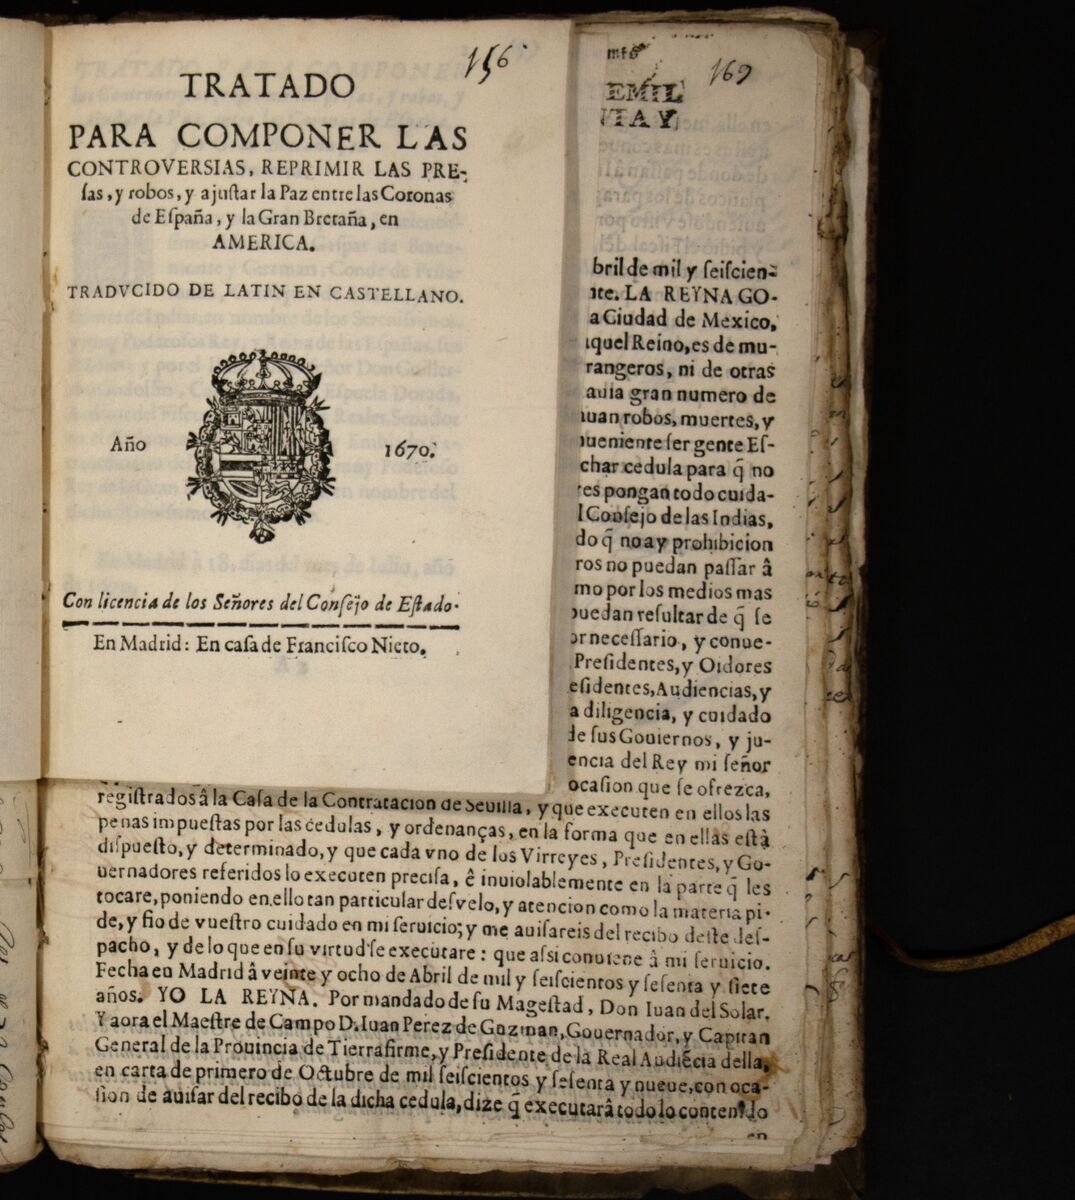 156
TRATADO
PARA COMPONER LAS
CONTROVERSIAS, REPRIMIR LAS PRE-
ſas, y robos, y ajuſtar la Paz entre las Coronas
de Eſpaña, y la Gran Bretaña, en
AMERICA.
TRADVCIDO DE LATIN EN CASTELLANO.
Año 1670.
Con licencia de los Señores del Conſejo de Eſtado.
En Madrid: En caſa de Franciſco Nieto.
169
EMIL
NTA Y
bril de mil y ſeiſcien-
nte. LA REYNA GO-
a Ciudad de Mexico,
aquel Reino, es de mu-
rangeros, ni de otras
auia gran numero de
iuan robos, muertes, y
nueniente ſer gente Eſ-
char cedula para q̃ no
res pongan todo cuida-
l Conſejo de las Indias,
do q̃ no ay prohibicion
ros no puedan paſſar â
mo por los medios mas
puedan reſultar de q̃ ſe
or neceſſario, y conue-
Preſidentes, y Oidores
eſidentes, Audiencias, y
a diligencia, y cuidado
de ſus Gouiernos, y ju-
encia del Rey mi ſeñor
ocaſion que ſe ofrezca,
regiſtrados â la Caſa de la Contratacion de Seuilla, y que executen en ellos las
penas impueſtas por las cedulas, y ordenanças, en la forma que en ellas eſtà
diſpueſto, y determinado, y que cada vno de los Virreyes, Preſidentes, y Go-
uernadores referidos lo executen preciſa, ê inuiolablemente en la parte q̃ les
tocare, poniendo en ello tan particular deſvelo, y atencion como la materia pi-
de, y fio de vueſtro cuidado en mi ſeruicio; y me auiſareis del recibo deſte deſ-
pacho, y de lo que en ſu virtud ſe executare: que aſsi conuiene â mi ſeruicio.
Fecha en Madrid â veinte y ocho de Abril de mil y ſeiſcientos y ſeſenta y ſiete
años. YO LA REYNA. Por mandado de ſu Mageſtad, Don Iuan del Solar.
Y aora el Maeſtre de Campo D. Iuan Perez de Guzman, Gouernador, y Capitan
General de la Prouincia de Tierrafirme, y Preſidente de la Real Audiẽcia della,
en carta de primero de Octubre de mil ſeiſcientos y ſeſenta y nueue, con oca-
ſion de auiſar del recibo de la dicha cedula, dize q̃ executarâ todo lo contenido
en